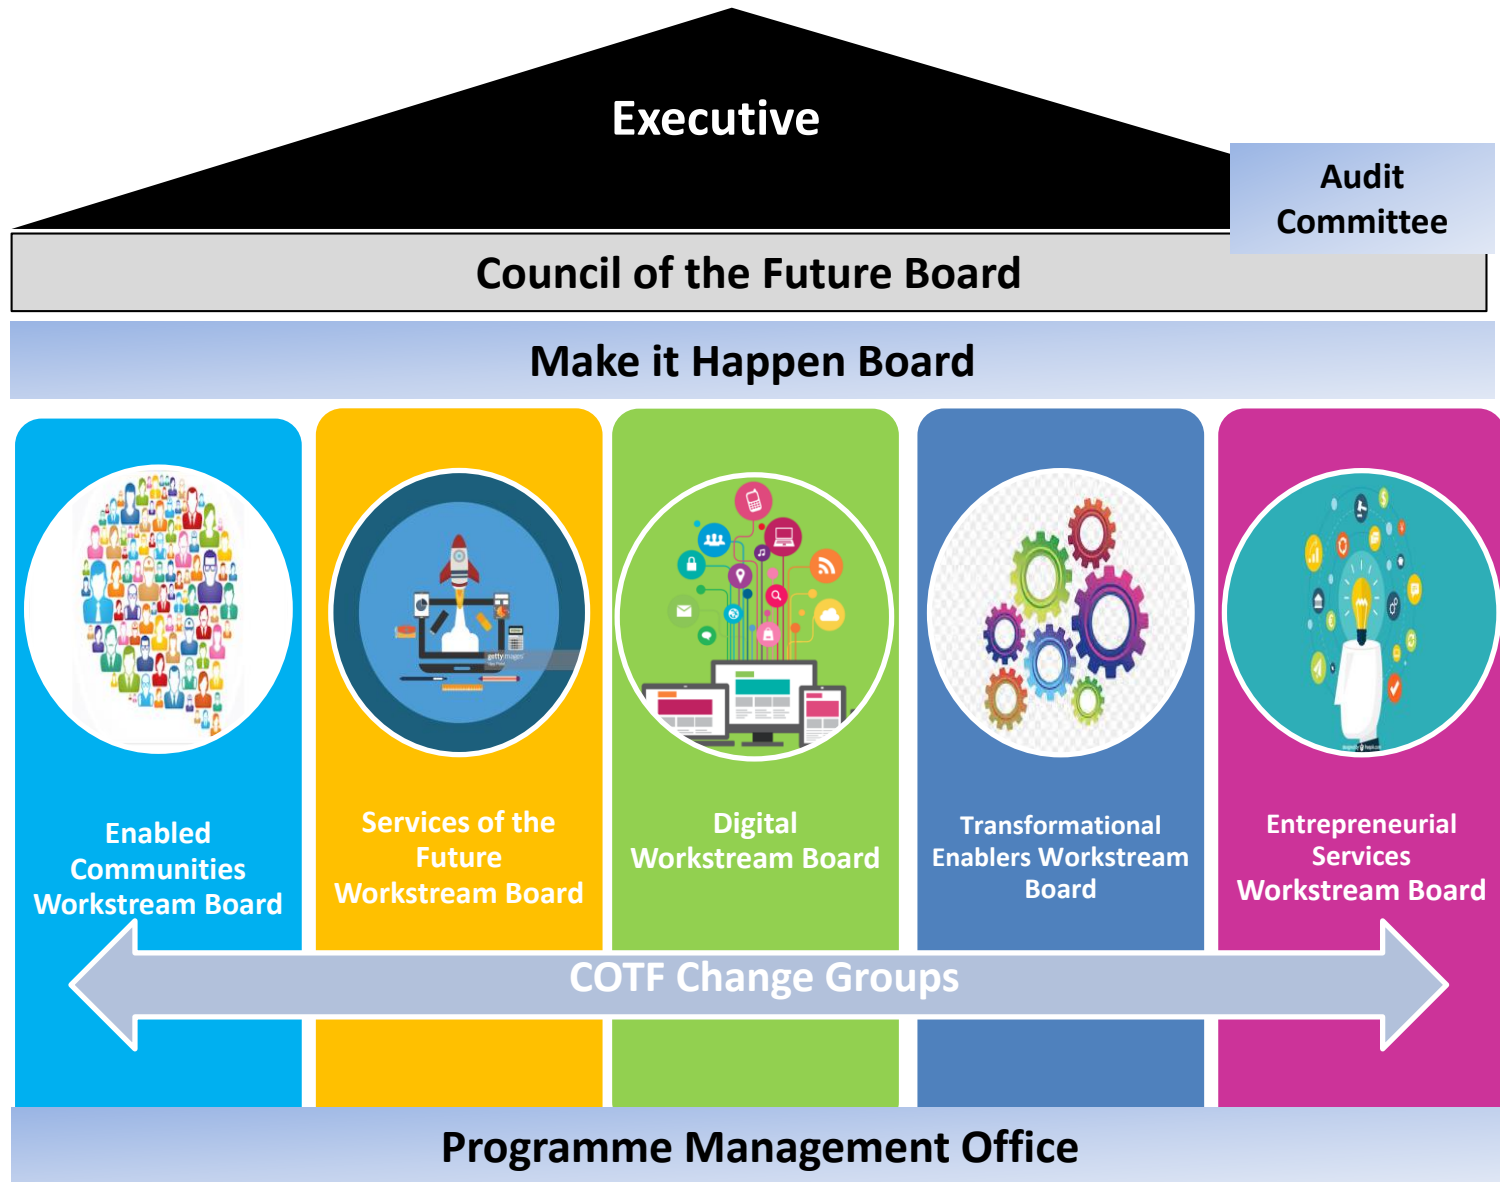 Executive
Audit
Committee
Council of the Future Board
Make it Happen Board
Enabled
Communities
Workstream Board
gettyimages
Services of the
Future
Workstream Board
Digital
Workstream Board
Transformational
Enablers Workstream
Board
Entrepreneurial
Services
Workstream Board
COTF Change Groups
Programme Management Office